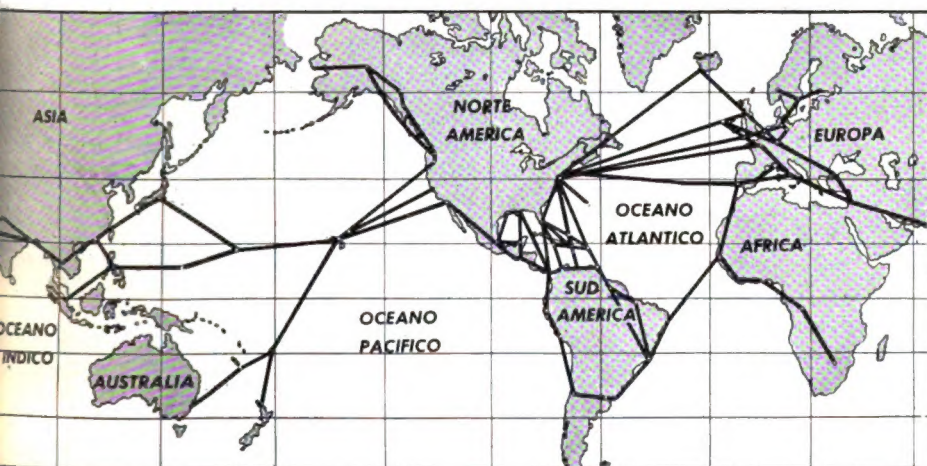 ASIA
NORTE
AMERICA
EUROPA
OCEANO
ATLANTICO
AFRICA
SUD
AMERICA
OCEANO
PACIFICO
OCEANO
INDICO
AUSTRALIA